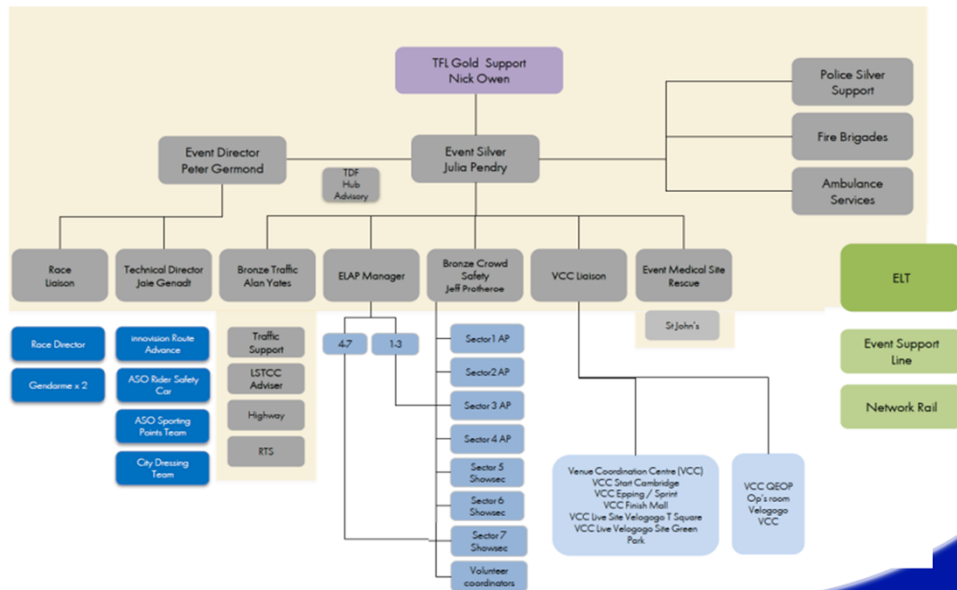 TFL Gold Support
Nick Owen
Police Silver
Support
Fire Brigades
Ambulance
Services
Event Director
Peter Germond
TDF
Hub
Advisory
Event Silver
Julia Pendry
Race
Liaison
Technical Director
Jaie Genadt
Bronze Traffic
Alan Yates
ELAP Manager
Bronze Crowd
Safety
Jeff Protheroe
VCC Liaison
Event Medical Site
Rescue
ELT
Race Director
Gendarme x 2
innovision Route
Advance
ASO Rider Safety
Car
ASO Sporting
Points Team
City Dressing
Team
Traffic
Support
LSTCC
Adviser
Highway
RTS
4-7
1-3
Sector1 AP
Sector2 AP
Sector 3 AP
Sector 4 AP
Sector 5
Showsec
Sector 6
Showsec
Sector 7
Showsec
Volunteer
coordinators
St John's
Event Support
Line
Network Rail
Venue Coordination Centre (VCC)
VCC Start Cambridge
VCC Epping / Sprint
VCC Finish Mall
VCC Live Site Velogogo T Square
VCC Live Velogogo Site Green
Park
VCC QEOP
Op's room
Velogogo
VCC